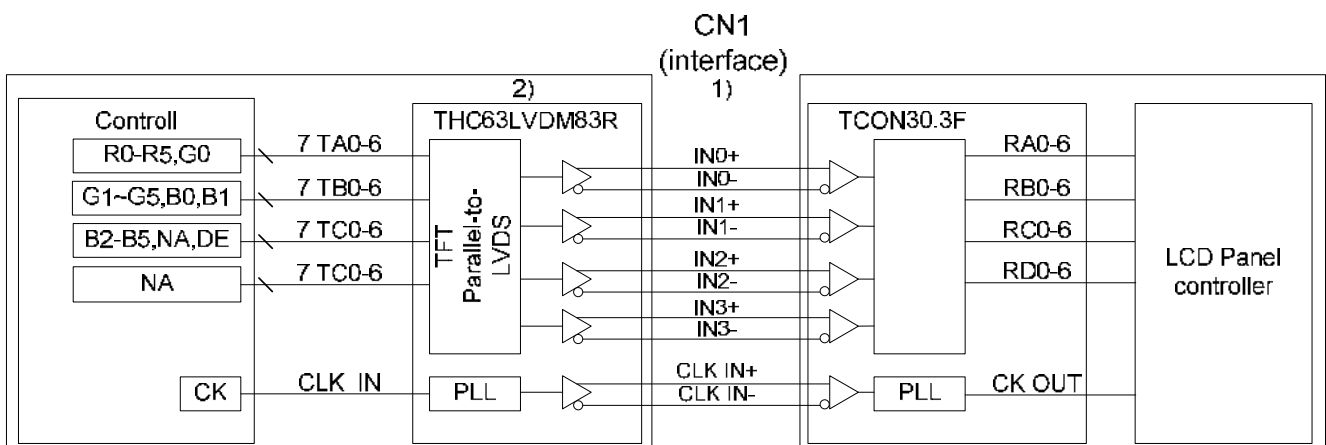 CN1
(interface)
1)
2)
Controll
R0-R5,G0
G1~G5,B0,B1
B2-B5,NA,DE
NA
CK
7 TA0-6
7 TB0-6
7 TC0-6
7 TC0-6
CLK IN
THC63LVDM83R
TFT
Parallel-to-
LVDS
PLL
IN0+
IN0-
IN1+
IN1-
IN2+
IN2-
IN3+
IN3-
CLK IN+
CLK IN-
TCON30.3F
PLL
RA0-6
RB0-6
RC0-6
RD0-6
CK OUT
LCD Panel
controller